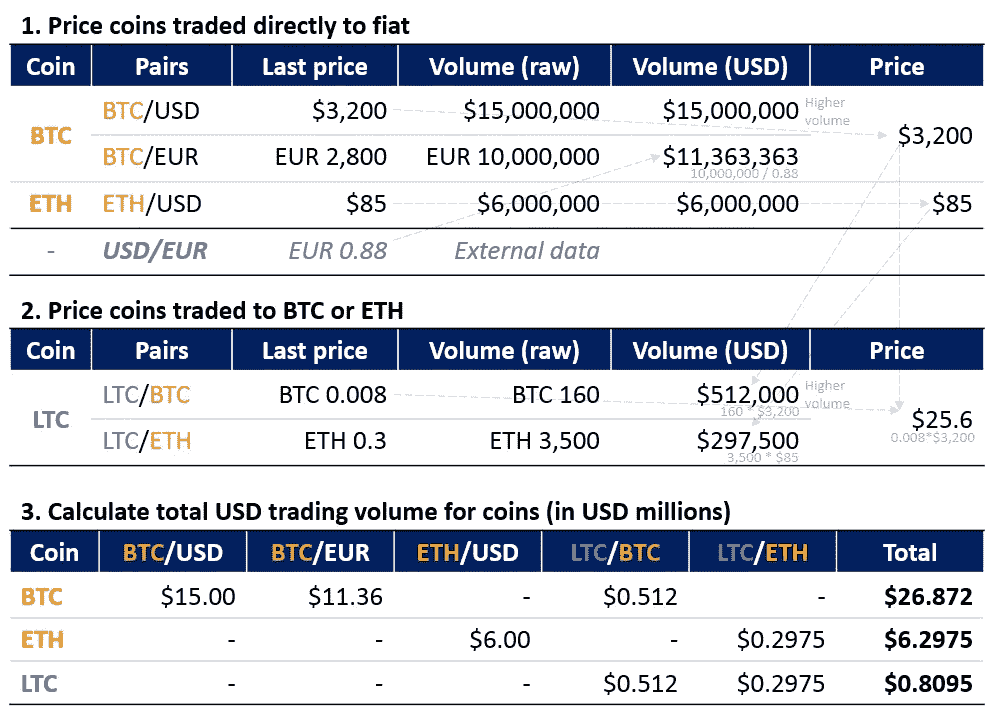 1. Price coins traded directly to fiat
Coin Pairs Last price Volume (raw) Volume (USD) Price
BTC
BTC/USD $3,200 $15,000,000 $15,000,000 Higher volume
$3,200
BTC/EUR EUR 2,800 EUR 10,000,000 $11,363,363
10,000,000 / 0.88
ETH ETH/USD $85 $6,000,000 $6,000,000 $85
- USD/EUR EUR 0.88 External data
2. Price coins traded to BTC or ETH
Coin Pairs Last price Volume (raw) Volume (USD) Price
LTC
LTC/BTC BTC 0.008 BTC 160 $512,000 Higher volume
160 * $3,200
$25.6
0.008*$3,200
LTC/ETH ETH 0.3 ETH 3,500 $297,500
3,500 * $85
3. Calculate total USD trading volume for coins (in USD millions)
Coin BTC/USD BTC/EUR ETH/USD LTC/BTC LTC/ETH Total
BTC $15.00 $11.36 - $0.512 - $26.872
ETH - - $6.00 - $0.2975 $6.2975
LTC - - - $0.512 $0.2975 $0.8095